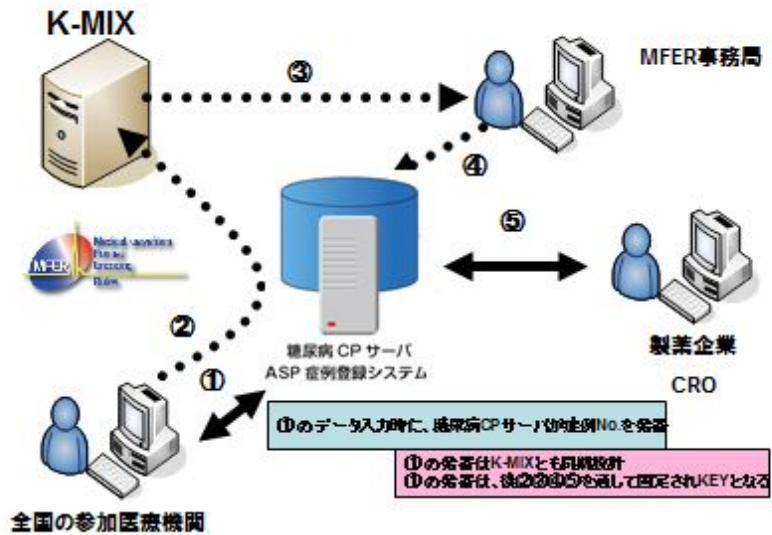 K-MIX
③
MFER事務局
④
⑤
MFER
②
糖尿病 CP サーバ
ASP 症例登録システム
製薬企業
CRO
①
①のデータ入力時に、糖尿病CPサーバが症例No.を発番
①の発番はK-MIXとも同期設計
①の発番は、後②③④⑤を通して固定されKEYとなる
全国の参加医療機関